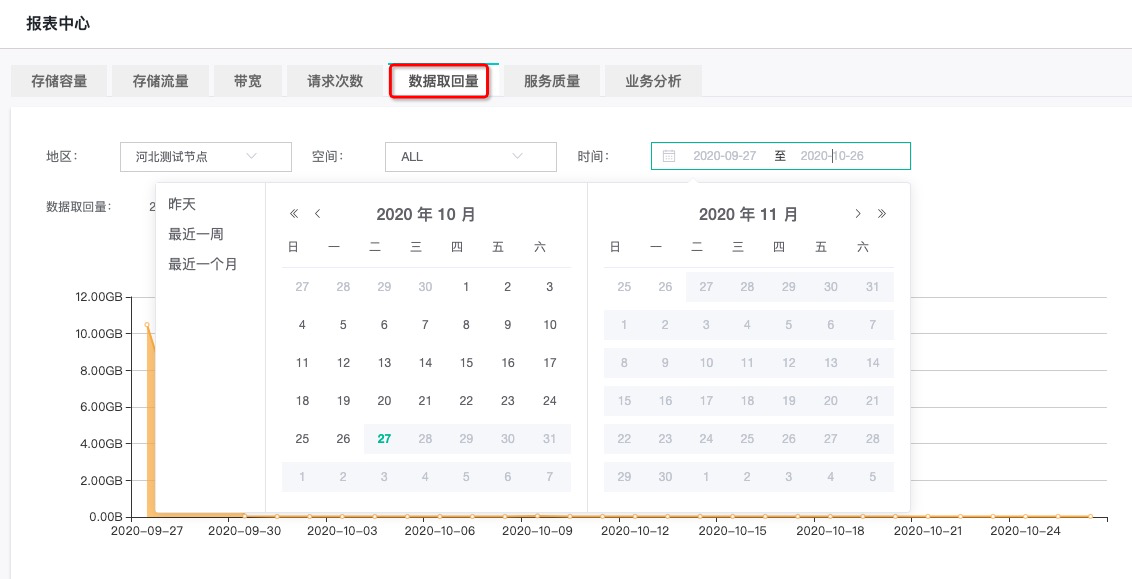 报表中心
存储容量 存储流量 带宽 请求次数 数据取回量 服务质量 业务分析
地区： 河北测试节点 空间： ALL 时间： 2020-09-27 至 2020-10-26
数据取回量： 2
昨天
最近一周
最近一个月
2020 年 10 月
日 一 二 三 四 五 六
27 28 29 30 1 2 3
4 5 6 7 8 9 10
11 12 13 14 15 16 17
18 19 20 21 22 23 24
25 26 27 28 29 30 31
1 2 3 4 5 6 7
2020 年 11 月
日 一 二 三 四 五 六
25 26 27 28 29 30 31
1 2 3 4 5 6 7
8 9 10 11 12 13 14
15 16 17 18 19 20 21
22 23 24 25 26 27 28
29 30 1 2 3 4 5
12.00GB
10.00GB
8.00GB
6.00GB
4.00GB
2.00GB
0.00B
2020-09-27 2020-09-30 2020-10-03 2020-10-06 2020-10-09 2020-10-12 2020-10-15 2020-10-18 2020-10-21 2020-10-24